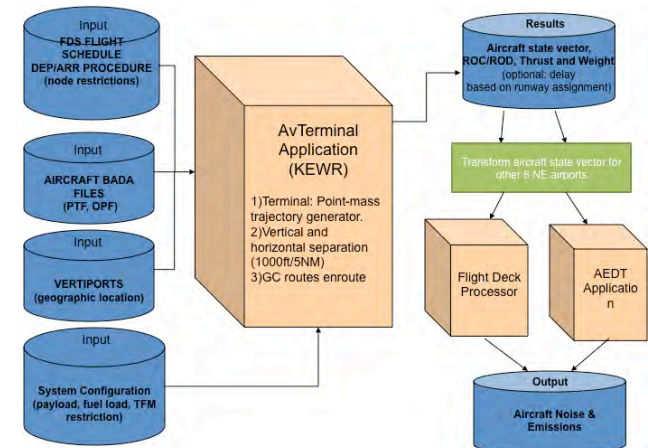 Input
FDS FLIGHT
SCHEDULE
DEP/ARR PROCEDURE
(node restrictions)
Input
AIRCRAFT BADA
FILES
(PTF, OPF)
Input
VERTIPORTS
(geographic location)
Input
System Configuration
(payload, fuel load, TFM
restriction)
AvTerminal
Application
(KEWR)
1)Terminal: Point-mass
trajectory generator.
2)Vertical and
horizontal separation
(1000ft/5NM)
3)GC routes enroute
Results
Aircraft state vector,
ROC/ROD, Thrust and Weight
(optional: delay
based on runway assignment)
Transform aircraft state vector for
other 8 NE airports
Flight Deck
Processor
AEDT
Applicatio
n
Output
Aircraft Noise &
Emissions